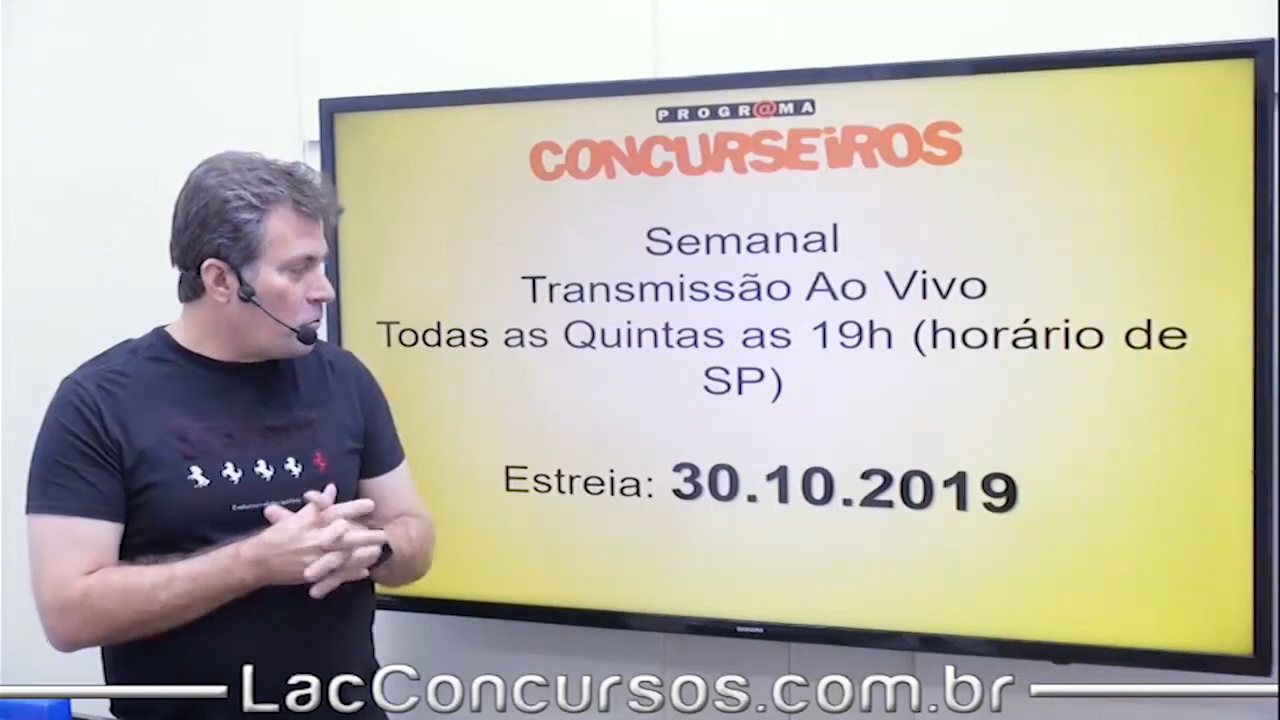 PROGR@MA
CONCURSEiROS
Semanal
Transmissão Ao Vivo
Todas as Quintas as 19h (horário de
SP)
Estreia: 30.10.2019
SAMSUNG
LacConcursos.com.br